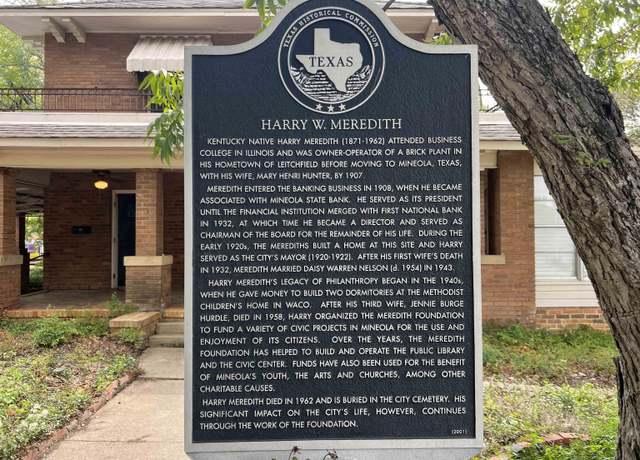 TEXAS HISTORICAL COMMISSION
TEXAS
HARRY W. MEREDITH
KENTUCKY NATIVE HARRY MEREDITH (1871-1962) ATTENDED BUSINESS
COLLEGE IN ILLINOIS AND WAS OWNER-OPERATOR OF A BRICK PLANT IN
HIS HOMETOWN OF LEITCHFIELD BEFORE MOVING TO MINEOLA, TEXAS,
WITH HIS WIFE, MARY HENRI HUNTER, BY 1907.
MEREDITH ENTERED THE BANKING BUSINESS IN 1908, WHEN HE BECAME
ASSOCIATED WITH MINEOLA STATE BANK. HE SERVED AS ITS PRESIDENT
UNTIL THE FINANCIAL INSTITUTION MERGED WITH FIRST NATIONAL BANK
IN 1932, AT WHICH TIME HE BECAME A DIRECTOR AND SERVED AS
CHAIRMAN OF THE BOARD FOR THE REMAINDER OF HIS LIFE. DURING THE
EARLY 1920s, THE MEREDITHS BUILT A HOME AT THIS SITE AND HARRY
SERVED AS THE CITY'S MAYOR (1920-1922). AFTER HIS FIRST WIFE'S DEATH
IN 1932, MEREDITH MARRIED DAISY WARREN NELSON (d. 1954) IN 1943.
HARRY MEREDITH'S LEGACY OF PHILANTHROPY BEGAN IN THE 1940s,
WHEN HE GAVE MONEY TO BUILD TWO DORMITORIES AT THE METHODIST
CHILDREN'S HOME IN WACO. AFTER HIS THIRD WIFE, JENNIE BURGE
HURDLE, DIED IN 1958, HARRY ORGANIZED THE MEREDITH FOUNDATION
TO FUND A VARIETY OF CIVIC PROJECTS IN MINEOLA FOR THE USE AND
ENJOYMENT OF ITS CITIZENS. OVER THE YEARS, THE MEREDITH
FOUNDATION HAS HELPED TO BUILD AND OPERATE THE PUBLIC LIBRARY
AND THE CIVIC CENTER. FUNDS HAVE ALSO BEEN USED FOR THE BENEFIT
OF MINEOLA'S YOUTH, THE ARTS AND CHURCHES, AMONG OTHER
CHARITABLE CAUSES.
HARRY MEREDITH DIED IN 1962 AND IS BURIED IN THE CITY CEMETERY. HIS
SIGNIFICANT IMPACT ON THE CITY'S LIFE, HOWEVER, CONTINUES
THROUGH THE WORK OF THE FOUNDATION.
(2001)